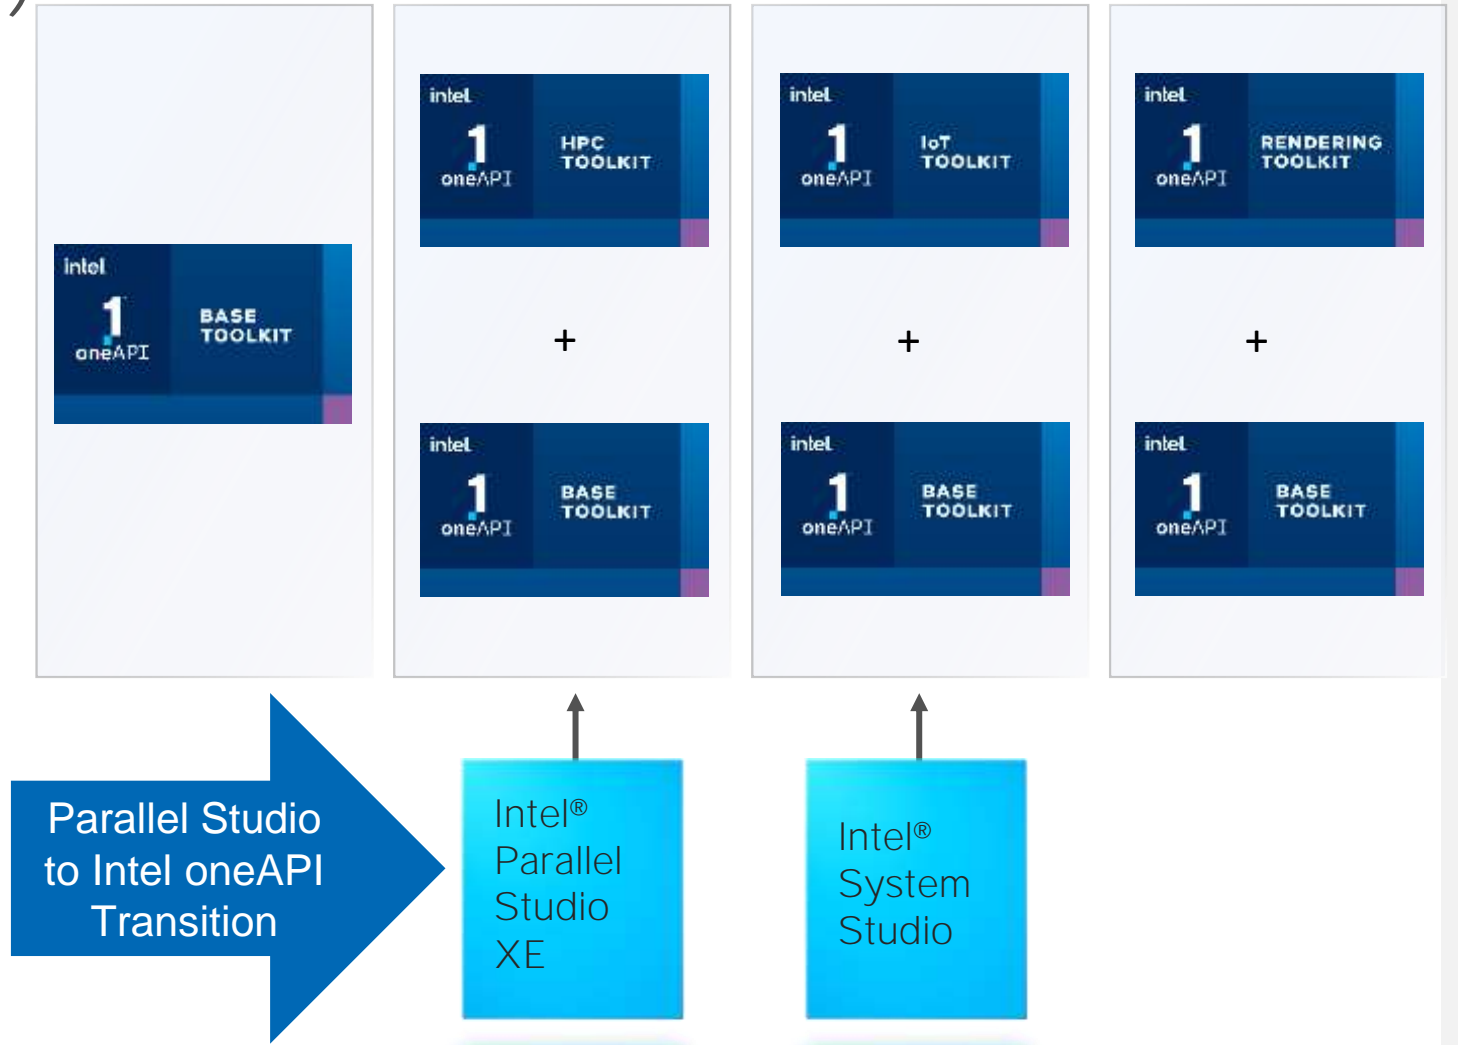 )
intel
1
oneAPI
BASE
TOOLKIT
intel
1
oneAPI
HPC
TOOLKIT
+
intel
1
oneAPI
BASE
TOOLKIT
intel
1
oneAPI
IoT
TOOLKIT
+
intel
1
oneAPI
BASE
TOOLKIT
intel
1
oneAPI
RENDERING
TOOLKIT
+
intel
1
oneAPI
BASE
TOOLKIT
Parallel Studio
to Intel oneAPI
Transition
Intel®
Parallel
Studio
XE
Intel®
System
Studio